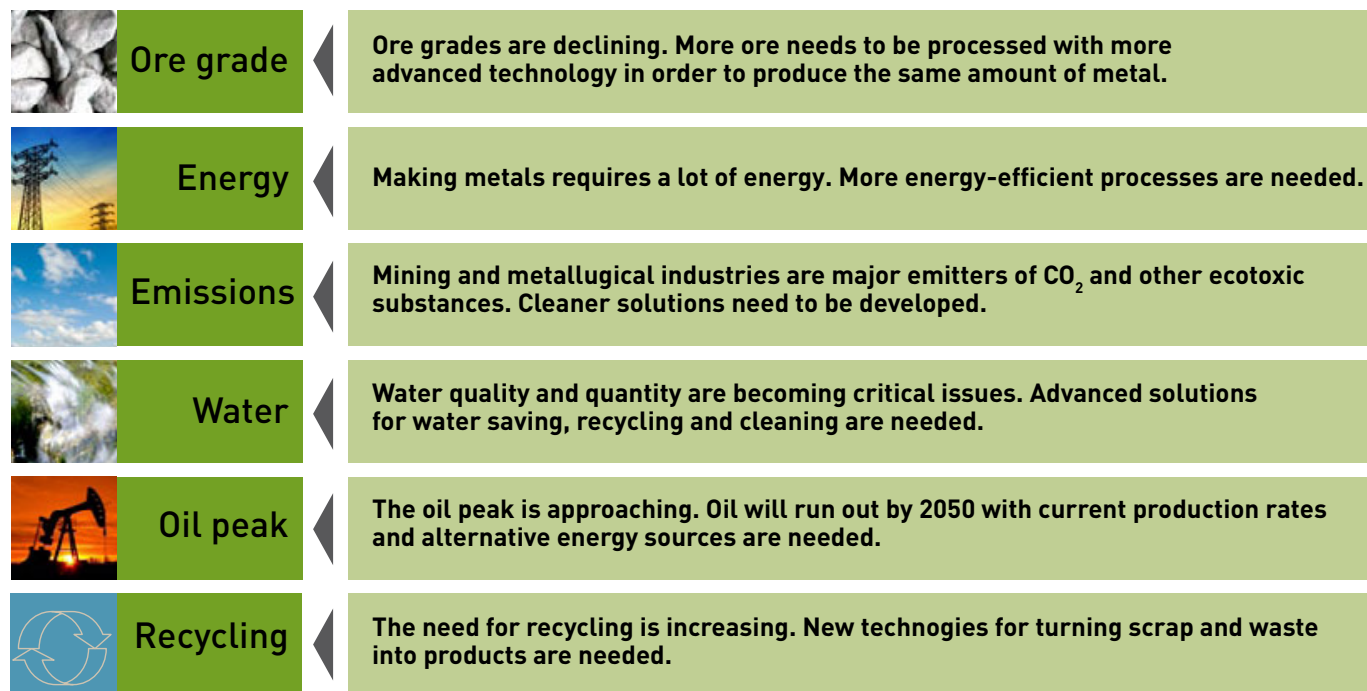 Ore grade
Ore grades are declining. More ore needs to be processed with more
advanced technology in order to produce the same amount of metal.
Energy
Making metals requires a lot of energy. More energy-efficient processes are needed.
Emissions
Mining and metallugical industries are major emitters of CO₂ and other ecotoxic
substances. Cleaner solutions need to be developed.
Water
Water quality and quantity are becoming critical issues. Advanced solutions
for water saving, recycling and cleaning are needed.
Oil peak
The oil peak is approaching. Oil will run out by 2050 with current production rates
and alternative energy sources are needed.
Recycling
The need for recycling is increasing. New technogies for turning scrap and waste
into products are needed.